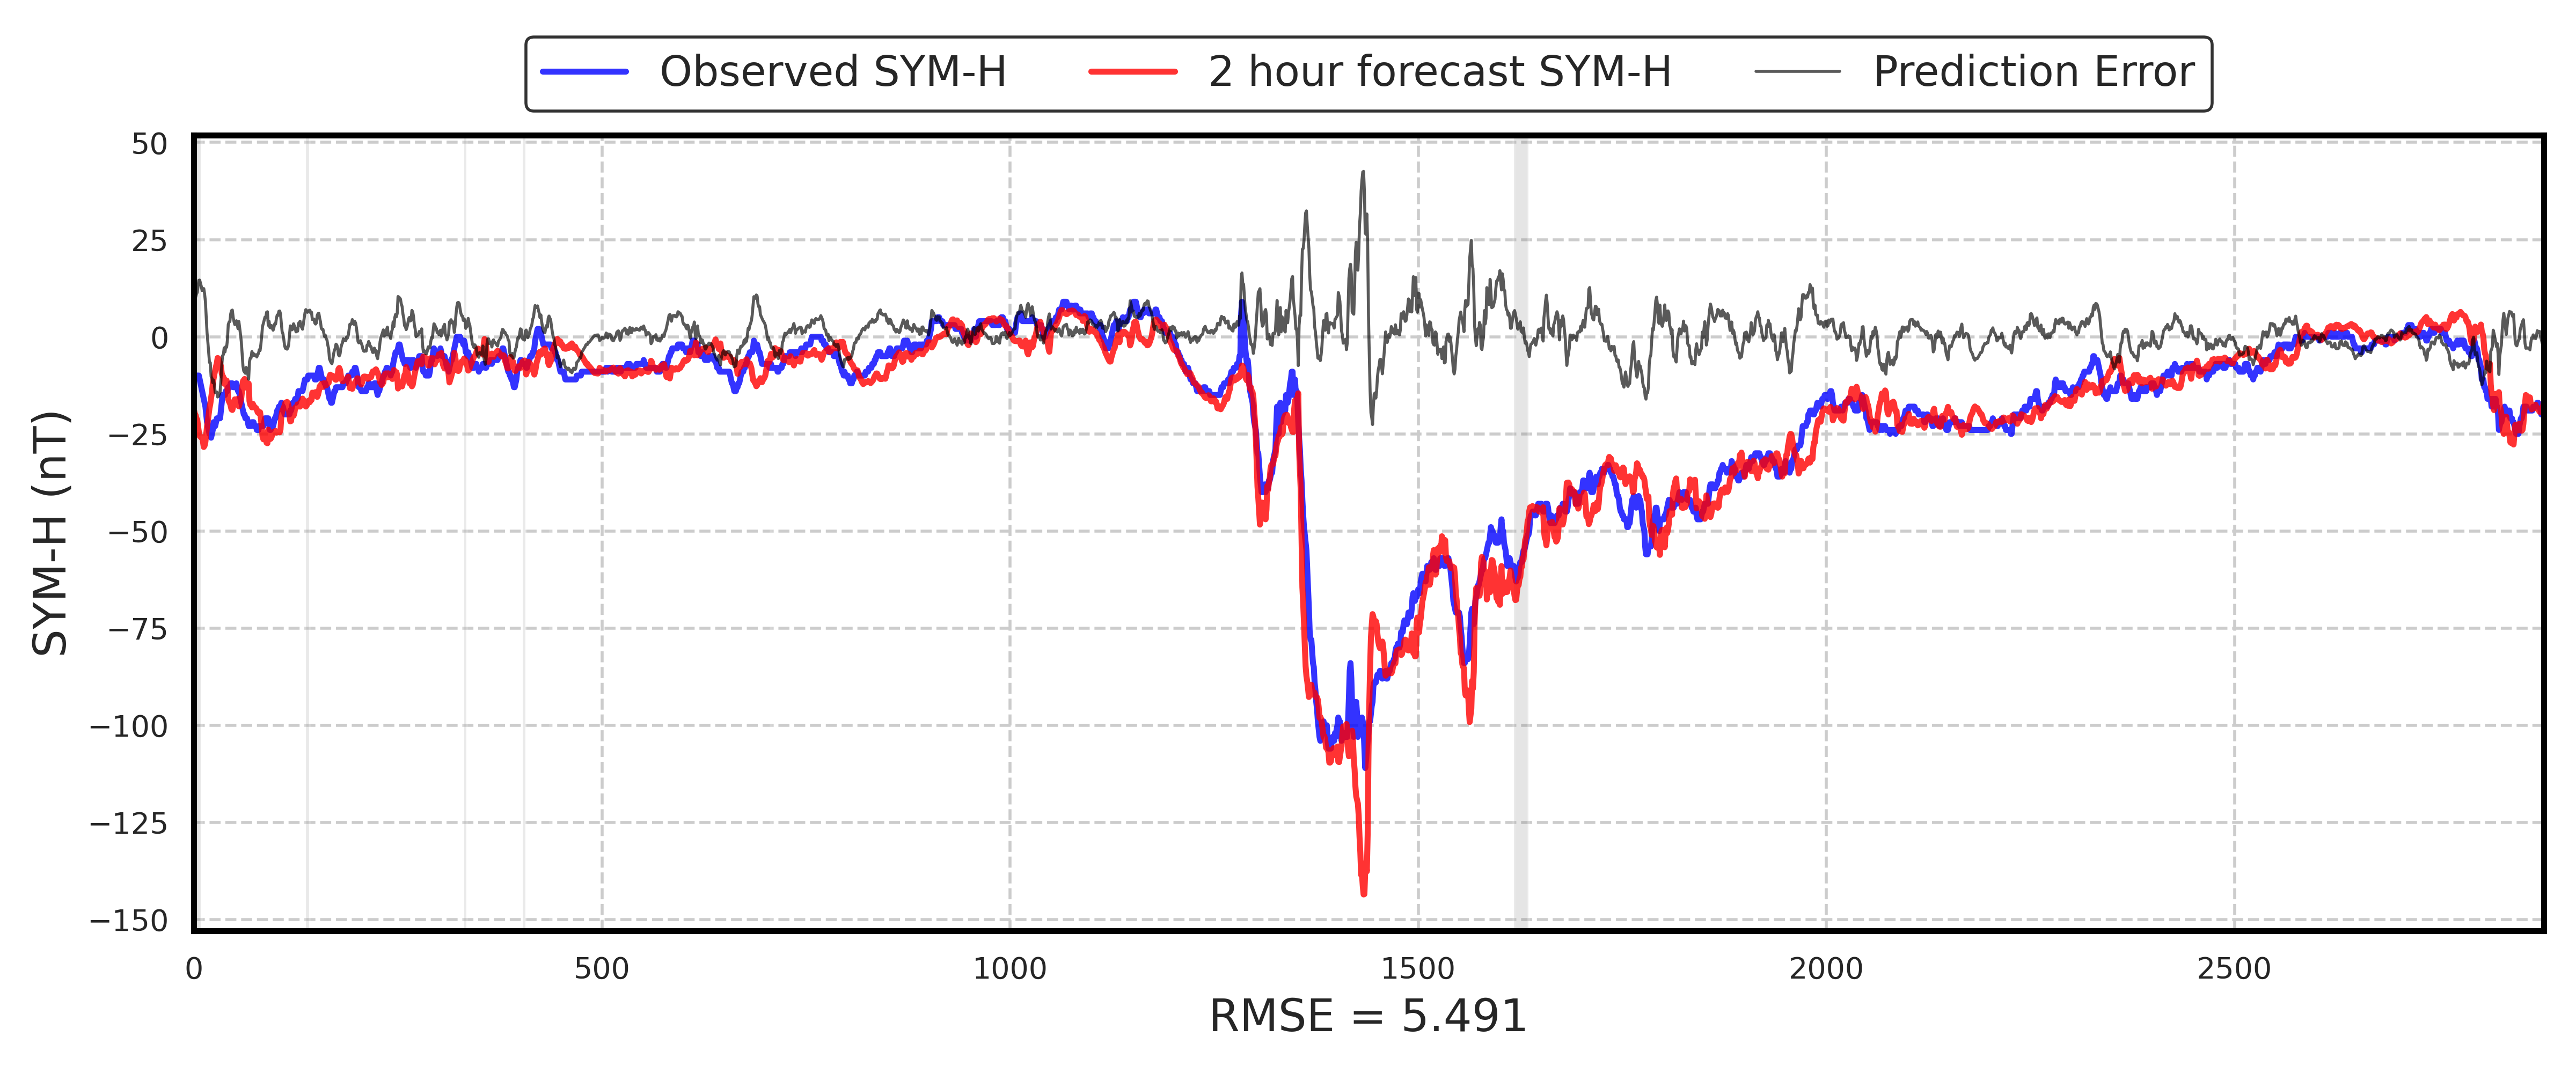 Observed SYM-H 2 hour forecast SYM-H Prediction Error
50
25
0
−25
−50
−75
−100
−125
−150
SYM-H (nT)
0 500 1000 1500 2000 2500
RMSE = 5.491